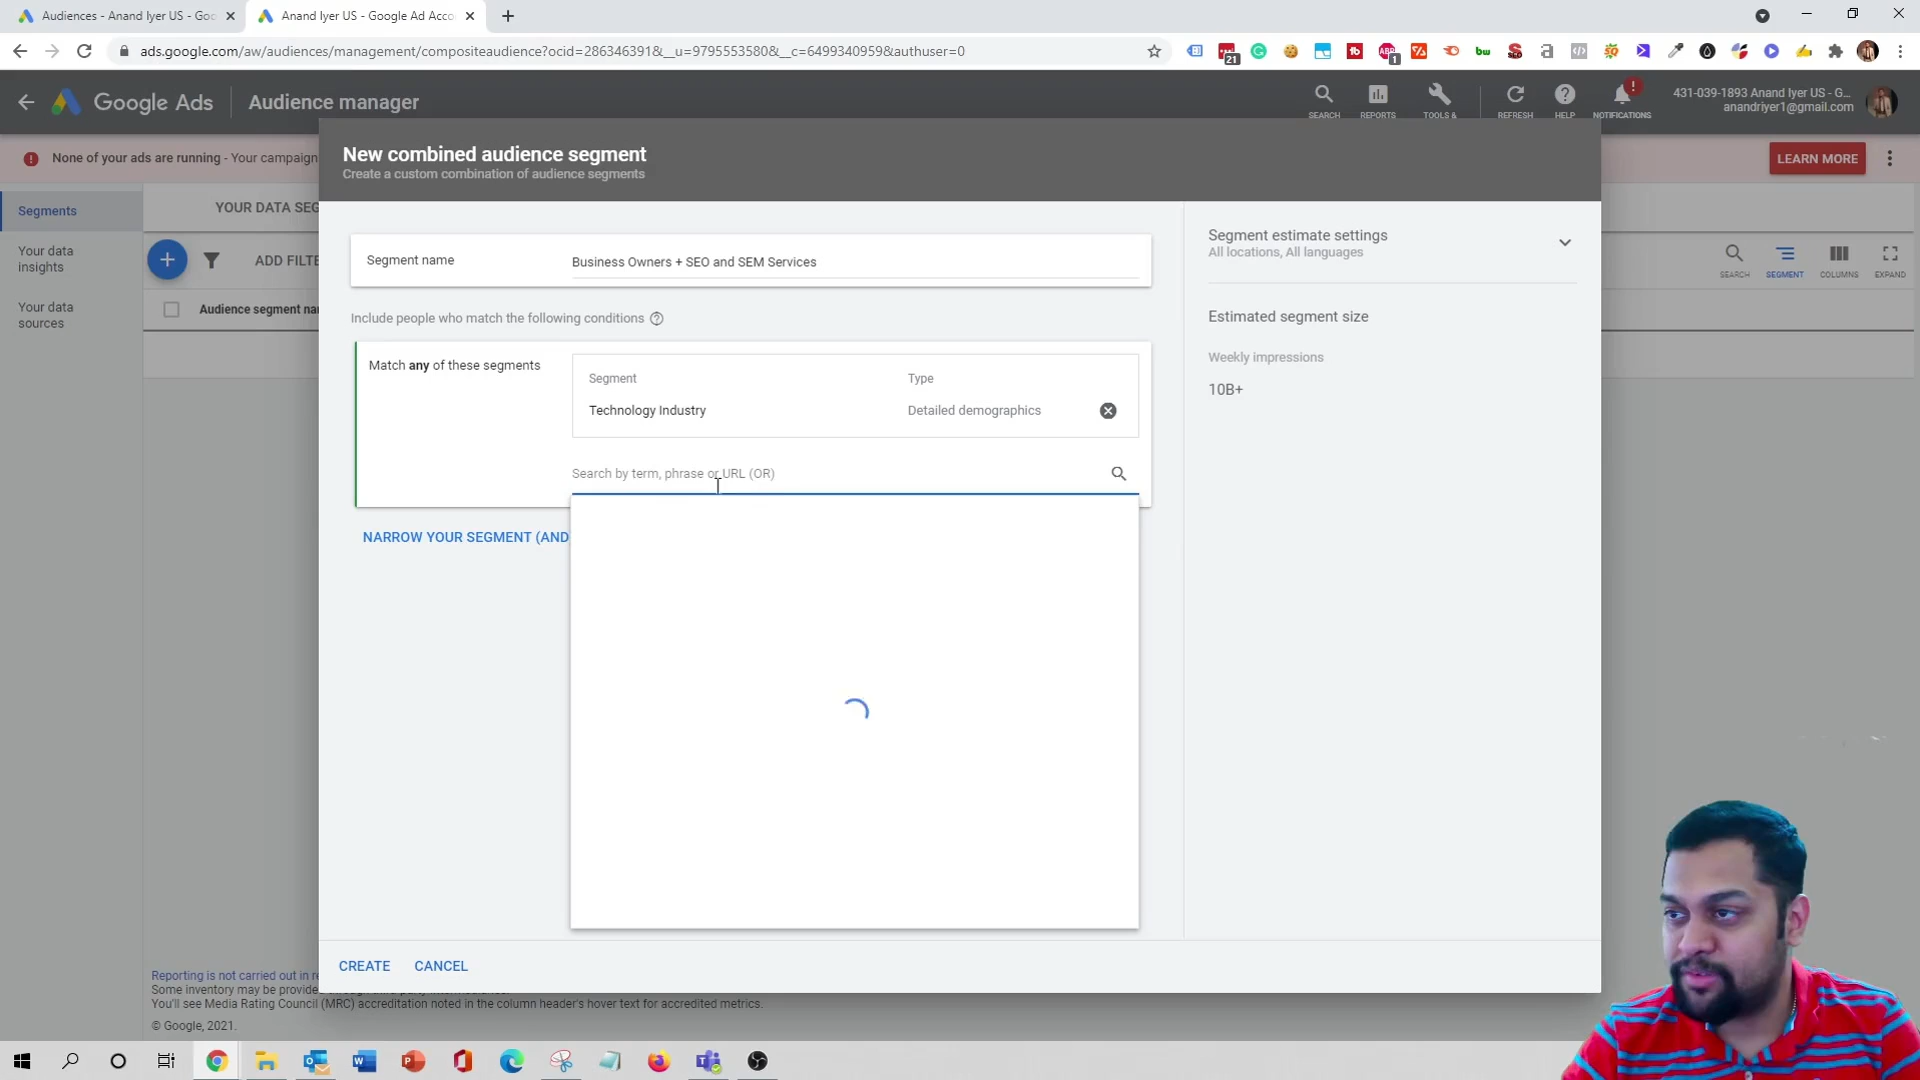 Audiences - Anand Iyer US - Goo
Anand Iyer US - Google Ad Acco
ads.google.com/aw/audiences/management/compositeaudience?ocid=286346391&__u=9795553580&__c=6499340959&authuser=0
21
1
Google Ads
Audience manager
SEARCH
REPORTS
TOOLS &
REFRESH
HELP
NOTIFICATIONS
431-039-1893 Anand Iyer US - G...
anandriyer1@gmail.com
None of your ads are running - Your campaign
LEARN MORE
New combined audience segment
Create a custom combination of audience segments
Segments
Your data
insights
Your data
sources
YOUR DATA SEG
ADD FILTE
Audience segment nar
SEARCH
SEGMENT
COLUMNS
EXPAND
Segment name
Business Owners + SEO and SEM Services
Include people who match the following conditions
Match any of these segments
Segment
Type
Technology Industry
Detailed demographics
Search by term, phrase or URL (OR)
NARROW YOUR SEGMENT (AND
Segment estimate settings
All locations, All languages
Estimated segment size
Weekly impressions
10B+
CREATE
CANCEL
Reporting is not carried out in re
Some inventory may be provide
You'll see Media Rating Council (MRC) accreditation noted in the column header's hover text for accredited metrics.
© Google, 2021.